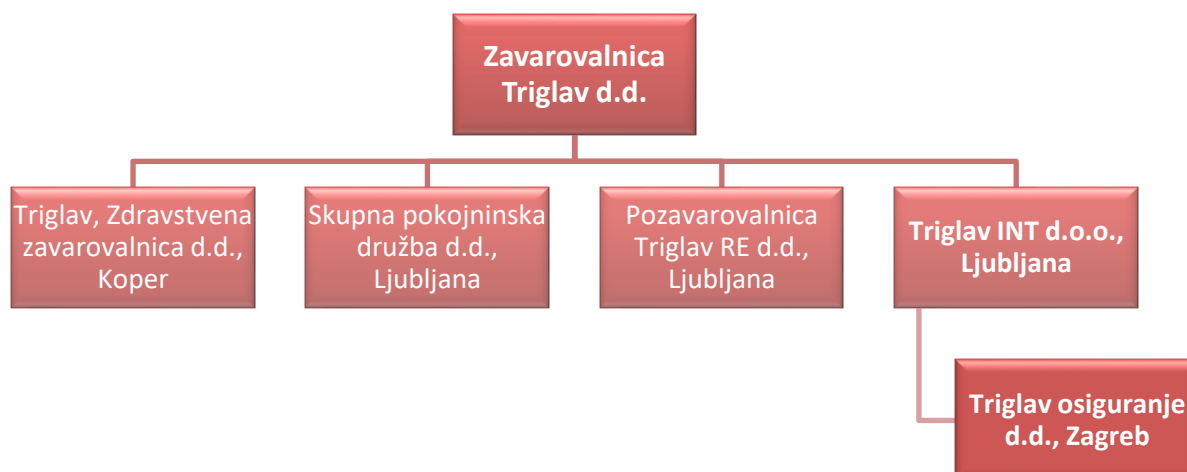 Zavarovalnica
Triglav d.d.
Triglav, Zdravstvena
zavarovalnica d.d.,
Koper
Skupna pokojninska
družba d.d.,
Ljubljana
Pozavarovalnica
Triglav RE d.d.,
Ljubljana
Triglav INT d.o.o.,
Ljubljana
Triglav osiguranje
d.d., Zagreb